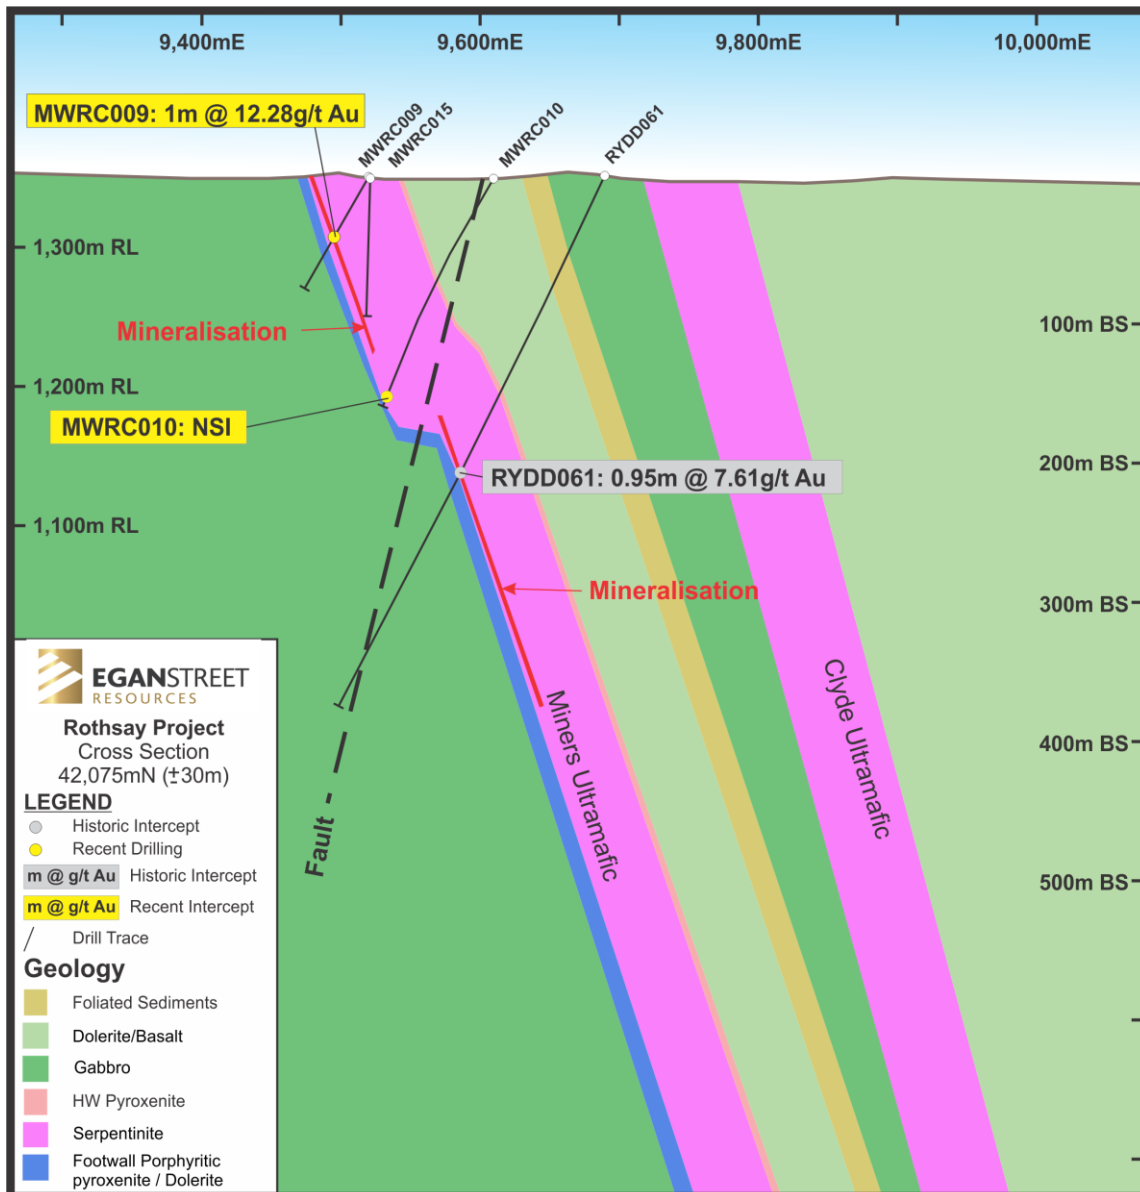 9,400mE
9,600mE
9,800mE
10,000mE
MWRC009: 1m @ 12.28g/t Au
MWRC009
MWRC015
MWRC010
RYDD061
1,300m RL
100m BS
Mineralisation
1,200m RL
MWRC010: NSI
200m BS
RYDD061: 0.95m @ 7.61g/t Au
1,100m RL
Mineralisation
300m BS
Miners Ultramafic
Clyde Ultramafic
400m BS
Fault
500m BS
EGANSTREET
RESOURCES
Rothsay Project
Cross Section
42,075mN (±30m)
LEGEND
Historic Intercept
Recent Drilling
m @ g/t Au Historic Intercept
m @ g/t Au Recent Intercept
Drill Trace
Geology
Foliated Sediments
Dolerite/Basalt
Gabbro
HW Pyroxenite
Serpentinite
Footwall Porphyritic
pyroxenite / Dolerite